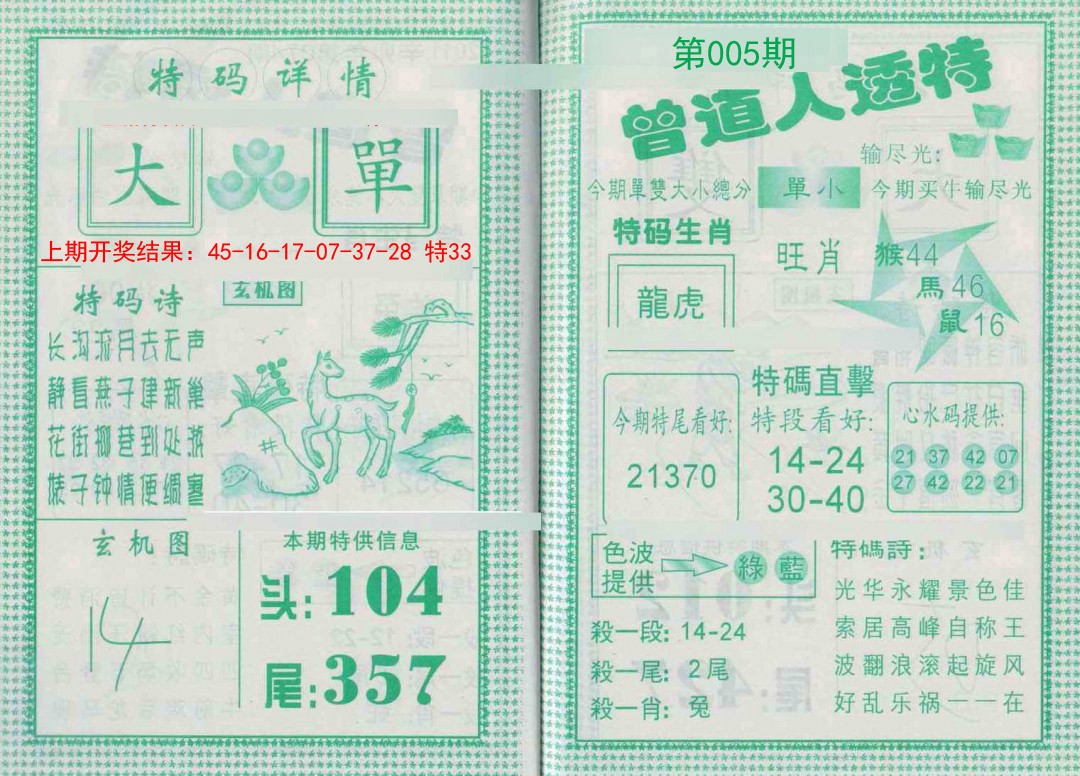 特码详情
大
單
上期开奖结果: 45-16-17-07-37-28 特33
特码诗
长沟流月去无声
静看燕子建新巢
花街柳巷到处游
婊子钟情便绸蹇
玄机图
井
玄机图
14
本期特供信息
头:104
尾:357
第005期
曾道人透特
输尽光:
今期單雙大小總分
單小
今期买牛输尽光
特码生肖
龍虎
旺肖
猴44
馬46
鼠16
今期特尾看好:
21370
特碼直擊
特段看好:
14-24
30-40
心水码提供:
21 37 42 07
27 42 22 21
色波
提供
綠藍
殺一段: 14-24
殺一尾: 2尾
殺一肖: 兔
特碼詩:
光华永耀景色佳
索居高峰自称王
波翻浪滚起旋风
好乱乐祸一一在